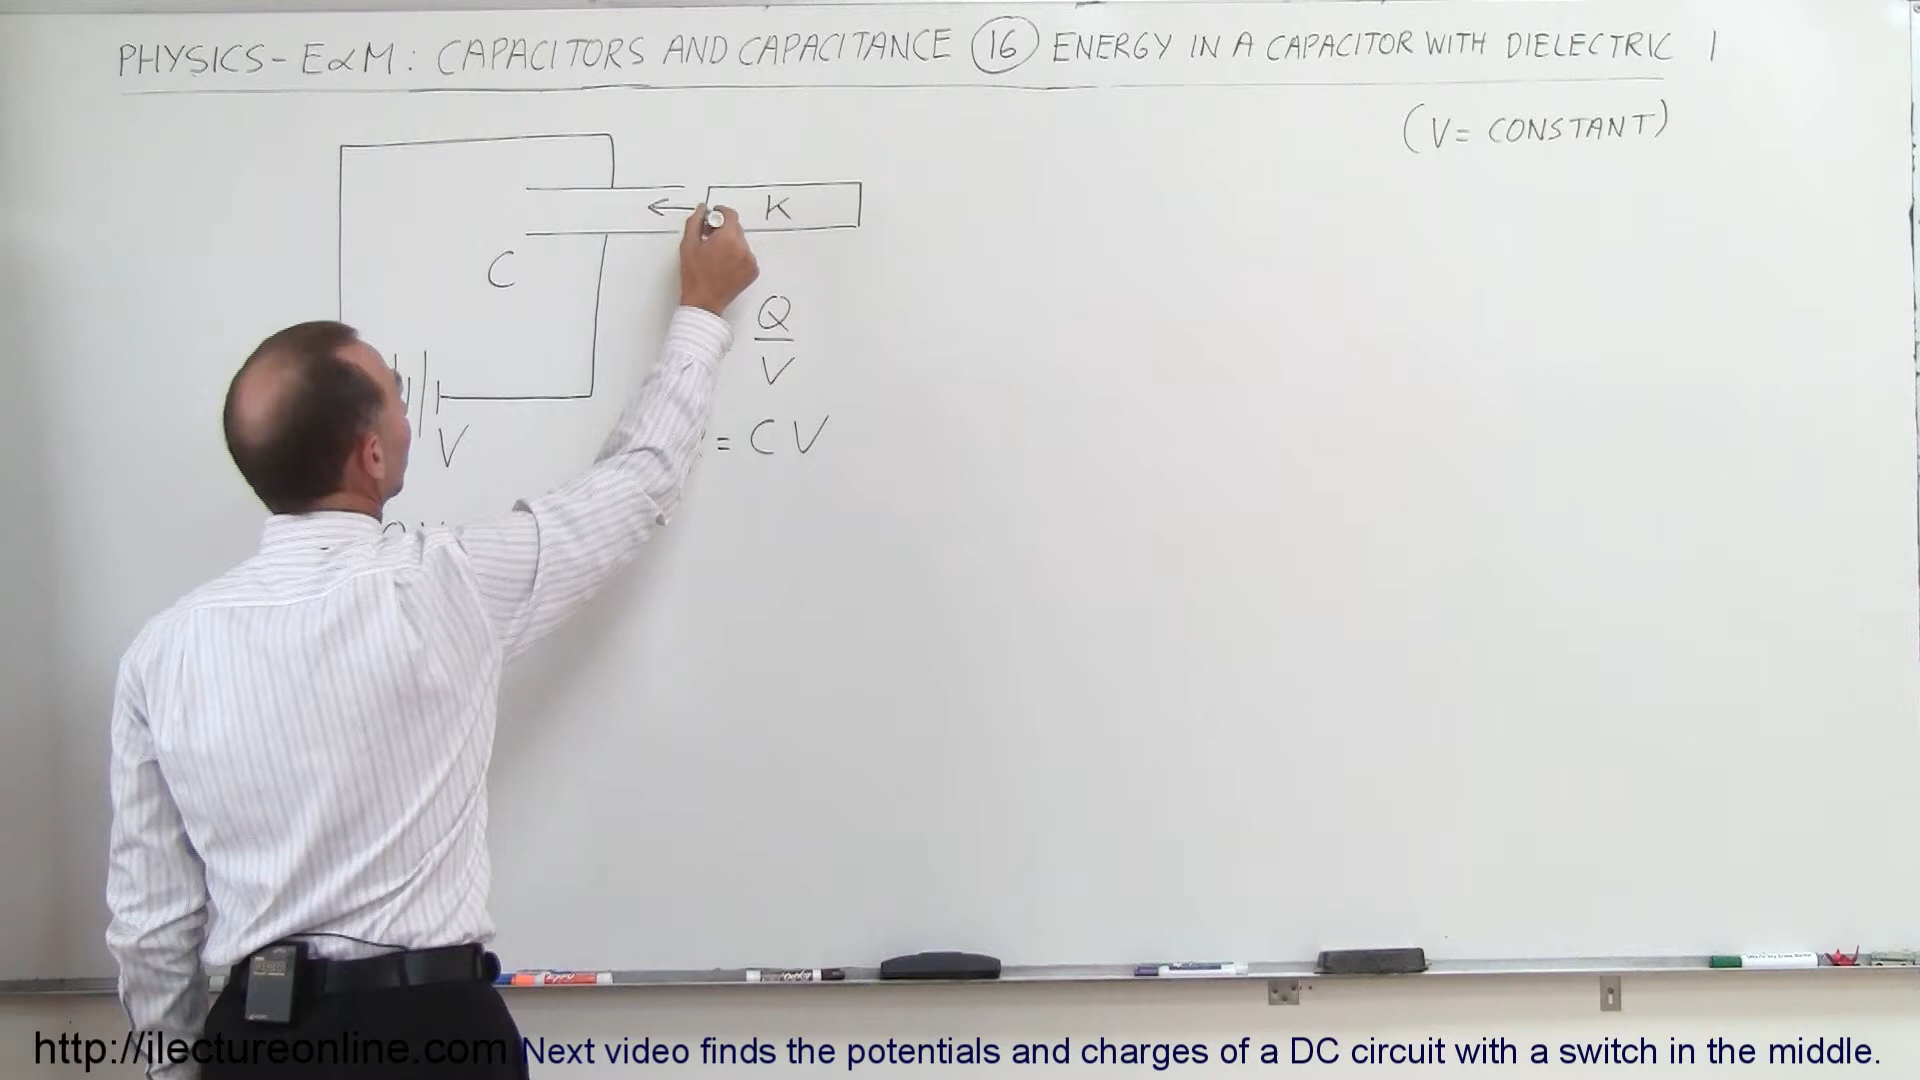 PHYSICS - E&M: CAPACITORS AND CAPACITANCE 16 ENERGY IN A CAPACITOR WITH DIELECTRIC 1
(V = CONSTANT)
K
C
Q
V
= CV
V
http://ilectureonline.com
Next video finds the potentials and charges of a DC circuit with a switch in the middle.